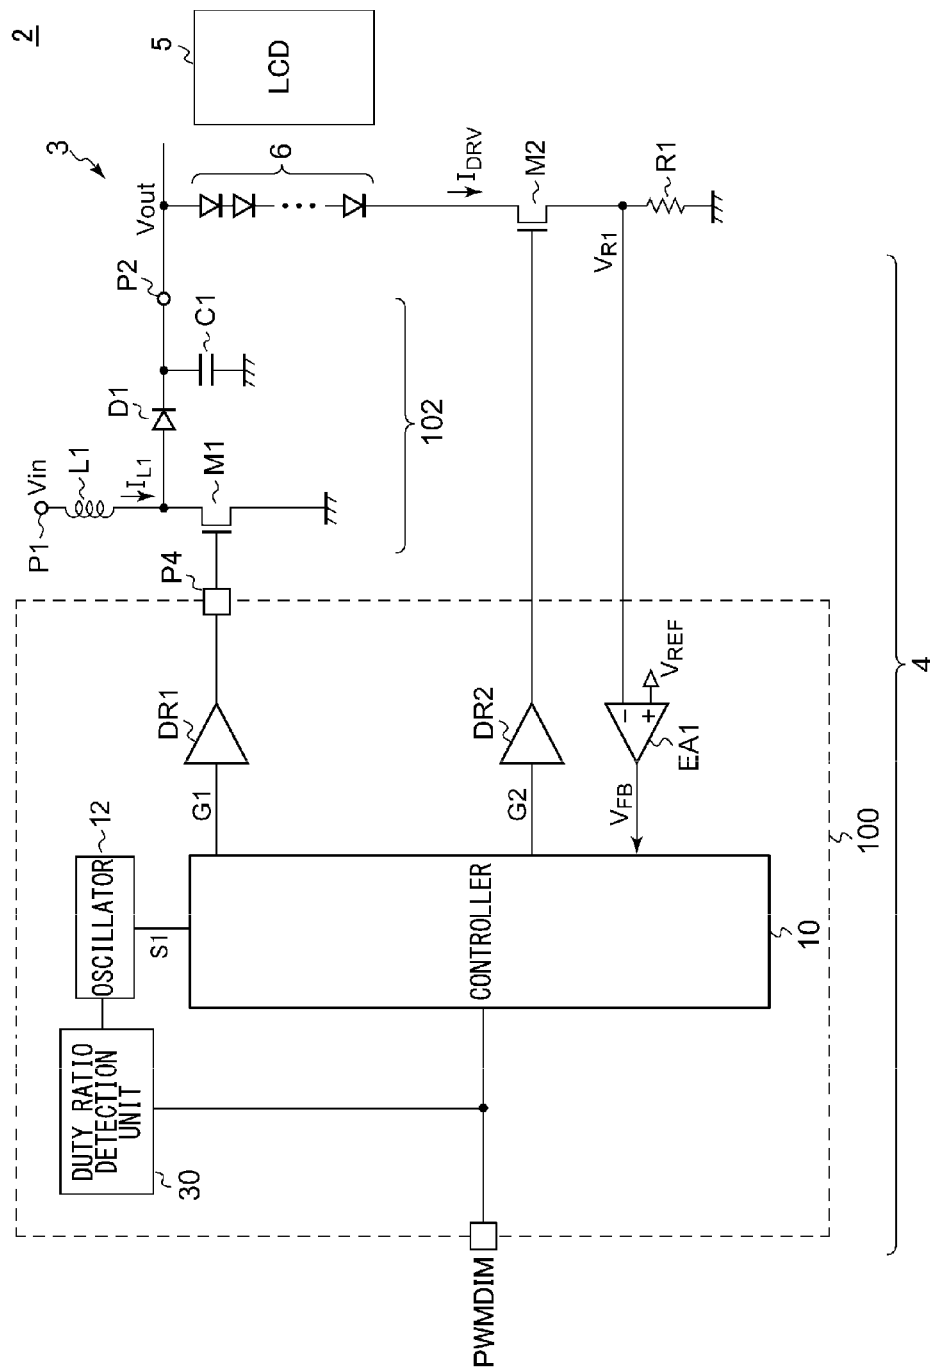 2
3
5
LCD
Vout
6
IDRV
M2
R1
VR1
P2
C1
D1
102
P1
Vin
L1
IL1
M1
P4
4
DR1
DR2
VREF
EA1
G1
G2
VFB
100
12
OSCILLATOR
S1
CONTROLLER
10
DUTY RATIO
DETECTION
UNIT
30
PWMDIM
−
+